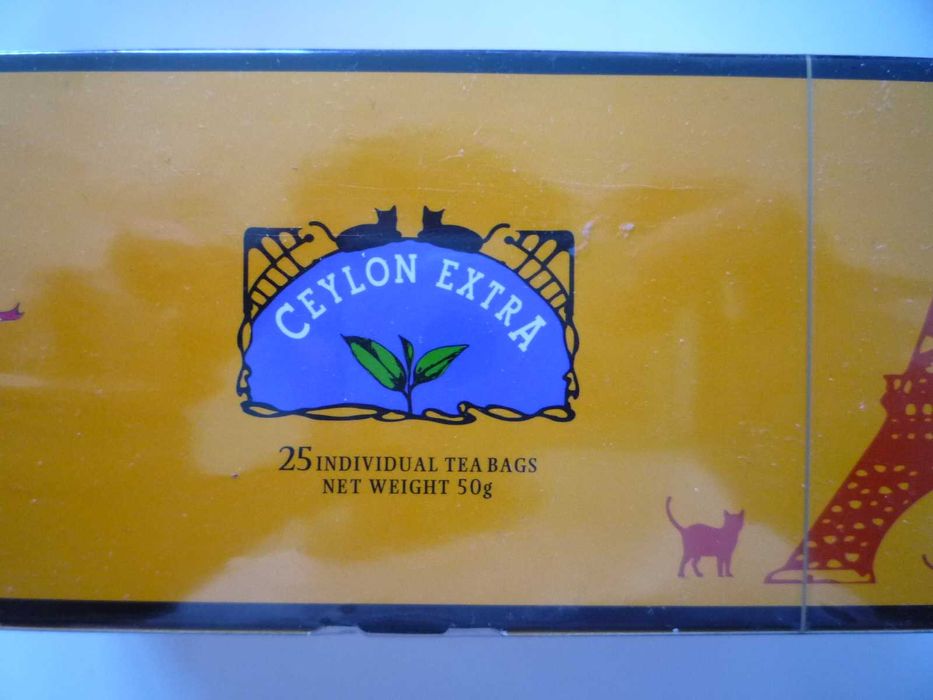 CEYLON EXTRA
25 INDIVIDUAL TEA BAGS
NET WEIGHT 50g